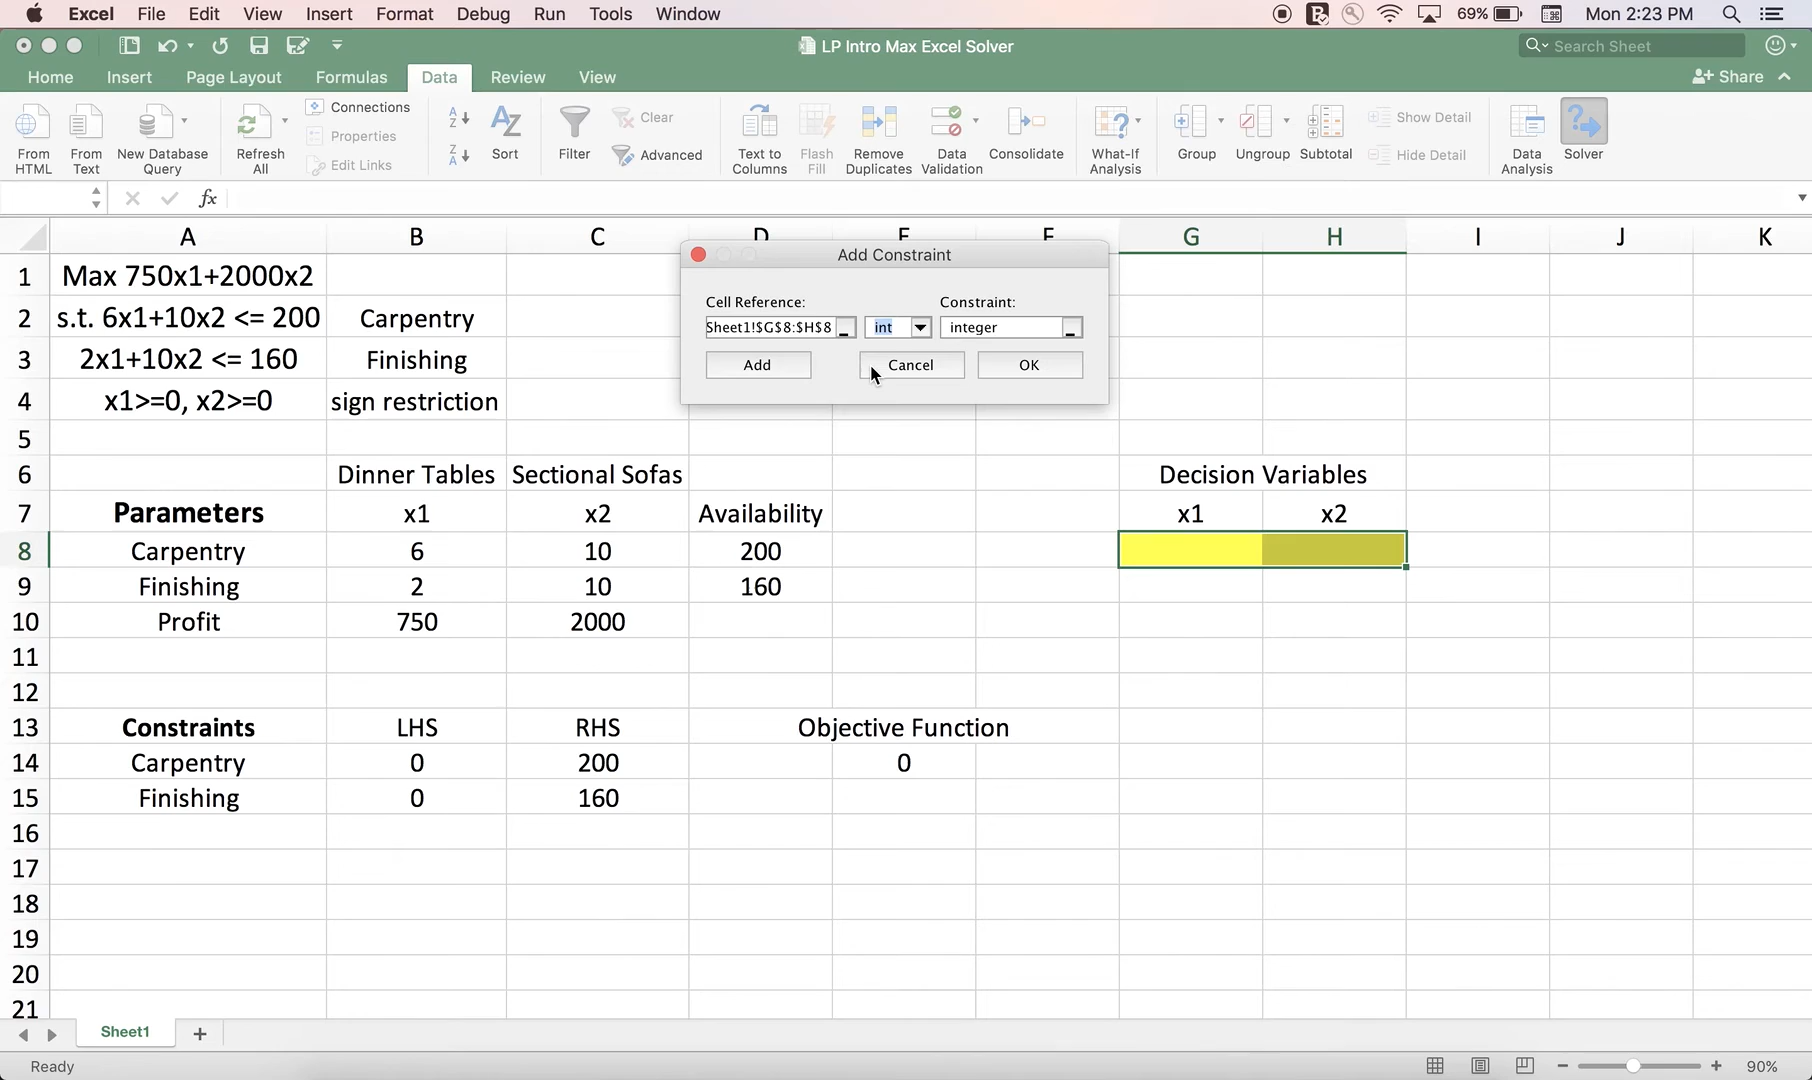 Excel File Edit View Insert Format Debug Run Tools Window 69% Mon 2:23 PM
LP Intro Max Excel Solver Search Sheet
Home Insert Page Layout Formulas Data Review View Share
From HTML
From Text
New Database Query
Refresh All
Connections
Properties
Edit Links
A Z
Z A
Sort
Filter
Clear
Advanced
Text to Columns
Flash Fill
Remove Duplicates
Data Validation
Consolidate
What-If Analysis
Group
Ungroup
Subtotal
Show Detail
Hide Detail
Data Analysis
Solver
fx
A B C D E F G H I J K
Add Constraint
Cell Reference: Constraint:
Sheet1!$G$8:$H$8 int integer
Add Cancel OK
1 Max 750x1+2000x2
2 s.t. 6x1+10x2 <= 200 Carpentry
3 2x1+10x2 <= 160 Finishing
4 x1>=0, x2>=0 sign restriction
5
6 Dinner Tables Sectional Sofas Decision Variables
7 Parameters x1 x2 Availability x1 x2
8 Carpentry 6 10 200
9 Finishing 2 10 160
10 Profit 750 2000
11
12
13 Constraints LHS RHS Objective Function
14 Carpentry 0 200 0
15 Finishing 0 160
16
17
18
19
20
21
Sheet1 +
Ready 90%